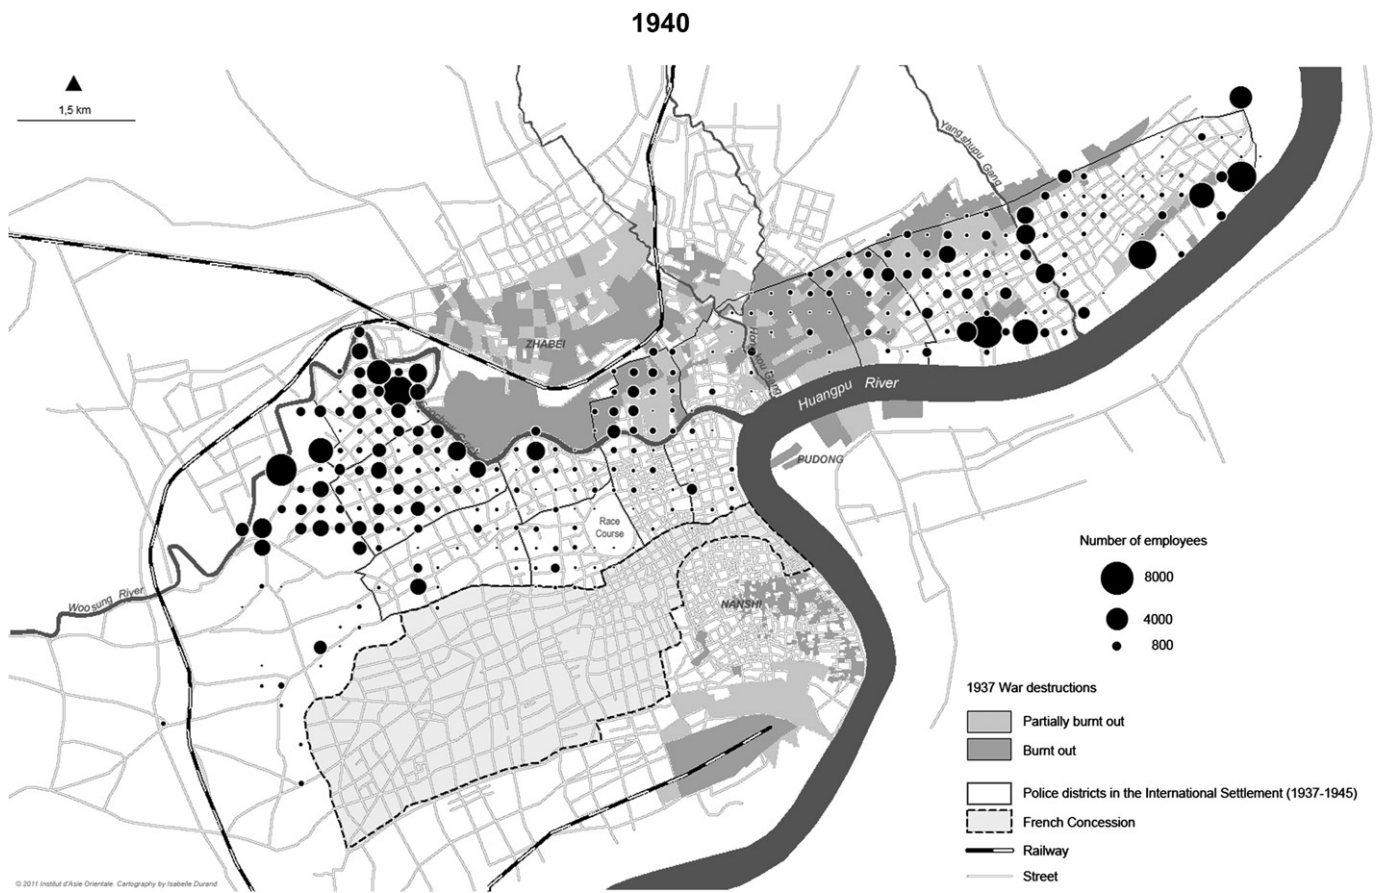 1940
1,5 km
Yangshupu Gang
ZHABEI
Hongkou Gang
Huangpu River
PUDONG
Race
Course
Number of employees
8000
4000
800
Woosung River
NANSHI
1937 War destructions
Partially burnt out
Burnt out
Police districts in the International Settlement (1937-1945)
French Concession
Railway
Street
© 2011 Institut d'Asie Orientale. Cartography by Isabelle Durand